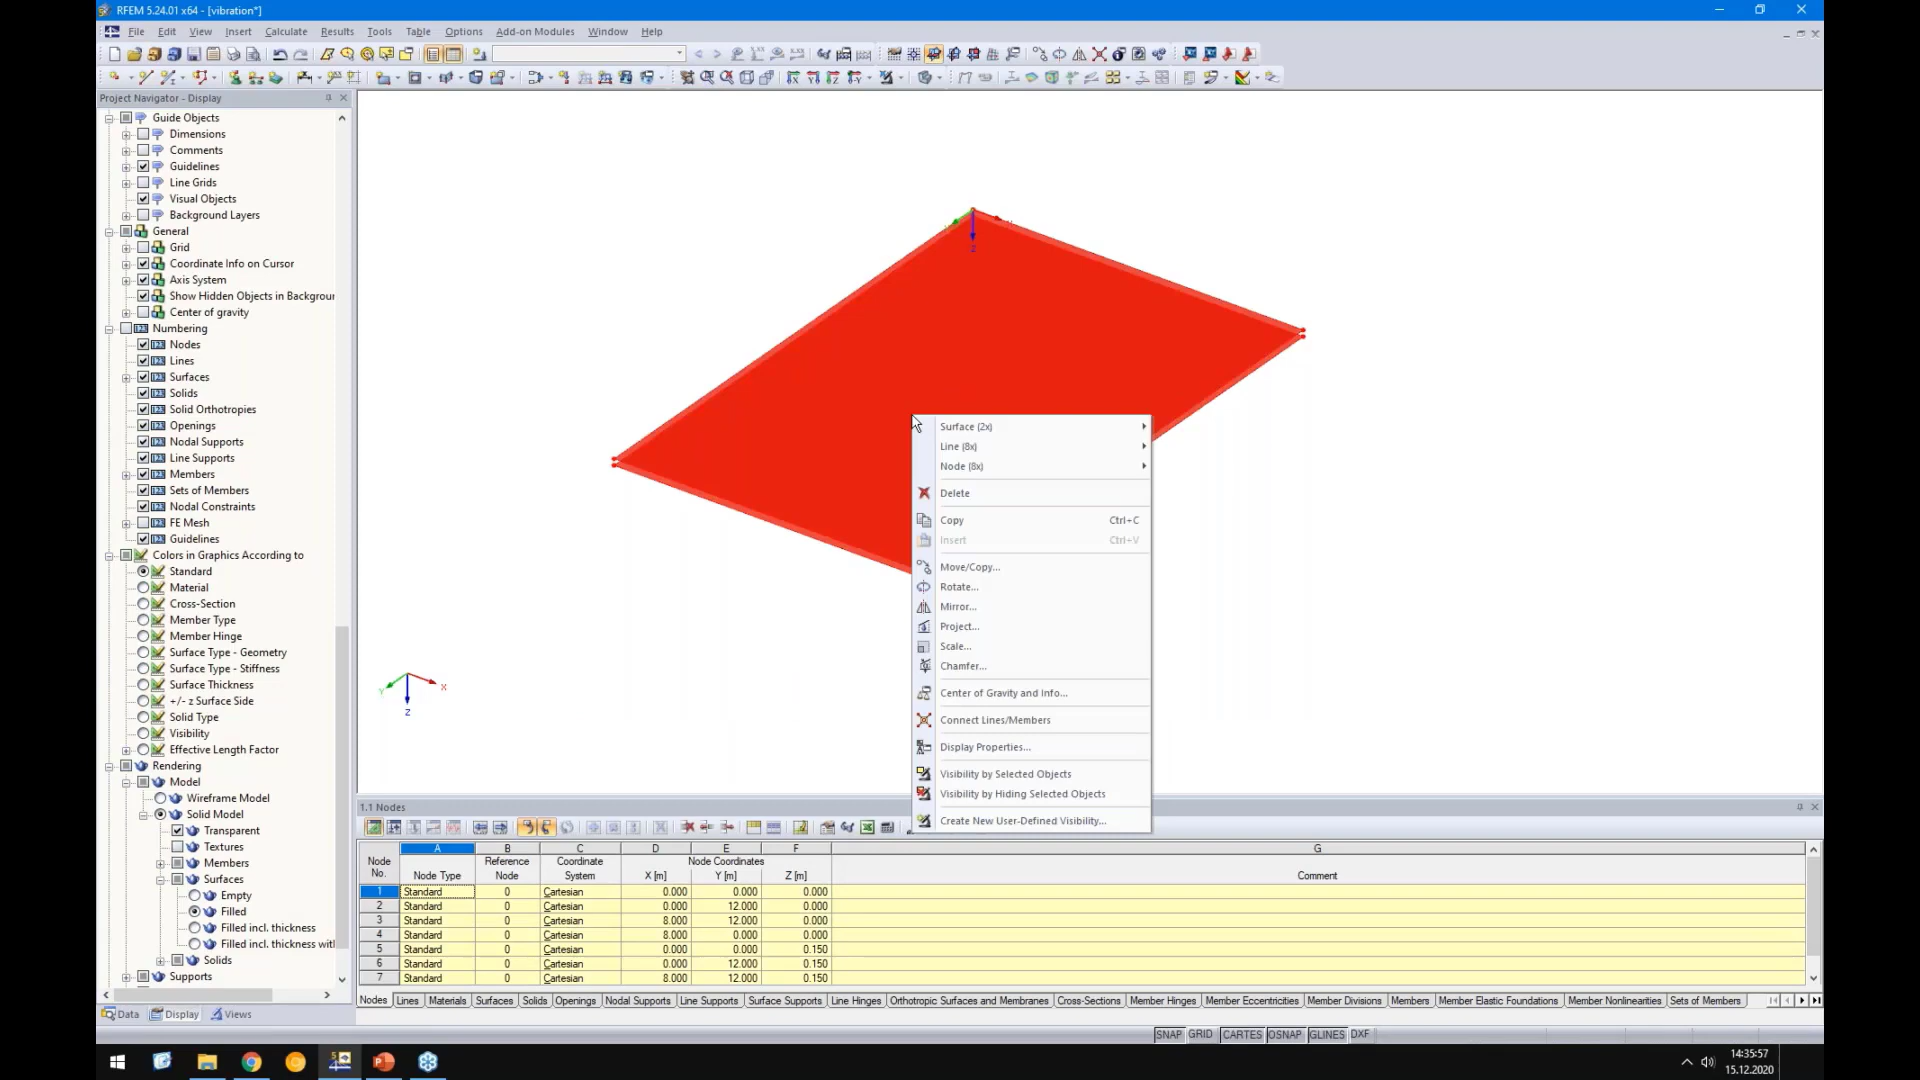 RFEM 5.24.01 x64 - [vibration*]
File Edit View Insert Calculate Results Tools Table Options Add-on Modules Window Help
Project Navigator - Display
Guide Objects
Dimensions
Comments
Guidelines
Line Grids
Visual Objects
Background Layers
General
Grid
Coordinate Info on Cursor
Axis System
Show Hidden Objects in Backgrour
Center of gravity
Numbering
Nodes
Lines
Surfaces
Solids
Solid Orthotropies
Openings
Nodal Supports
Line Supports
Members
Sets of Members
Nodal Constraints
FE Mesh
Guidelines
Colors in Graphics According to
Standard
Material
Cross-Section
Member Type
Member Hinge
Surface Type - Geometry
Surface Type - Stiffness
Surface Thickness
+/- z Surface Side
Solid Type
Visibility
Effective Length Factor
Rendering
Model
Wireframe Model
Solid Model
Transparent
Textures
Members
Surfaces
Empty
Filled
Filled incl. thickness
Filled incl. thickness wit
Solids
Supports
Data Display Views
Z
Y X
Z
Surface (2x)
Line (8x)
Node (8x)
Delete
Copy Ctrl+C
Insert Ctrl+V
Move/Copy...
Rotate...
Mirror...
Project...
Scale...
Chamfer...
Center of Gravity and Info...
Connect Lines/Members
Display Properties...
Visibility by Selected Objects
Visibility by Hiding Selected Objects
Create New User-Defined Visibility...
1.1 Nodes
A B C D E F G
Node Reference Coordinate Node Coordinates
No. Node Type Node System X [m] Y [m] Z [m] Comment
1 Standard 0 Cartesian 0.000 0.000 0.000
2 Standard 0 Cartesian 0.000 12.000 0.000
3 Standard 0 Cartesian 8.000 12.000 0.000
4 Standard 0 Cartesian 8.000 0.000 0.000
5 Standard 0 Cartesian 0.000 0.000 0.150
6 Standard 0 Cartesian 0.000 12.000 0.150
7 Standard 0 Cartesian 8.000 12.000 0.150
Nodes Lines Materials Surfaces Solids Openings Nodal Supports Line Supports Surface Supports Line Hinges Orthotropic Surfaces and Membranes Cross-Sections Member Hinges Member Eccentricities Member Divisions Members Member Elastic Foundations Member Nonlinearities Sets of Members
SNAP GRID CARTES OSNAP GLINES DXF
14:35:57
15.12.2020